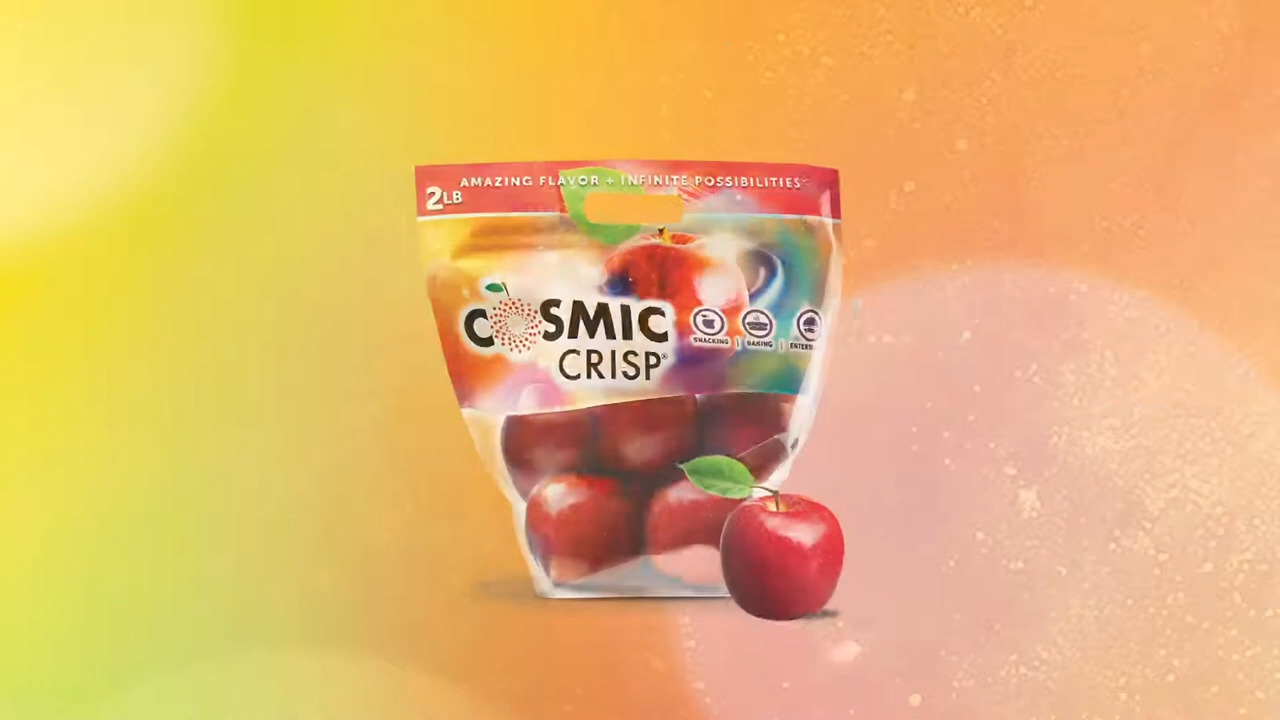 AMAZING FLAVOR + INFINITE POSSIBILITIES
2LB
COSMIC
CRISP®
SNACKING | BAKING |